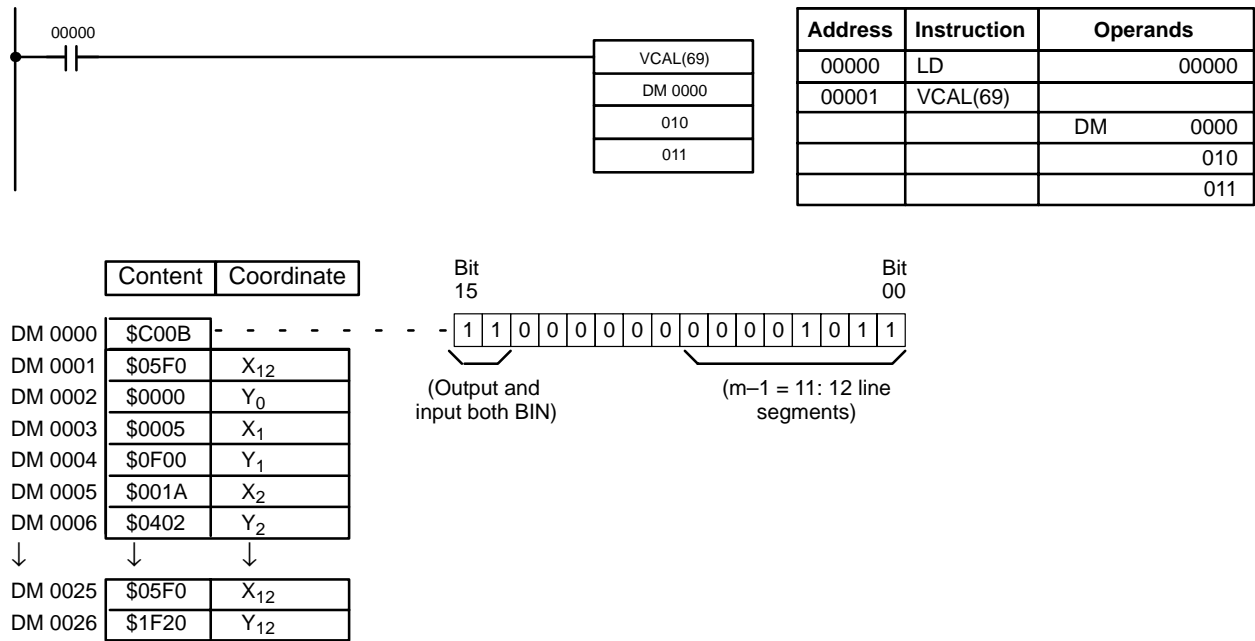 00000
VCAL(69)
DM 0000
010
011
Address Instruction Operands
00000 LD 00000
00001 VCAL(69)
DM 0000
010
011
Content Coordinate
Bit 15
Bit 00
DM 0000 $C00B - - - - - - - - 1 1 0 0 0 0 0 0 0 0 0 0 1 0 1 1
DM 0001 $05F0 X12
DM 0002 $0000 Y0
DM 0003 $0005 X1
DM 0004 $0F00 Y1
DM 0005 $001A X2
DM 0006 $0402 Y2
↓ ↓ ↓
DM 0025 $05F0 X12
DM 0026 $1F20 Y12
(Output and
input both BIN)
(m–1 = 11: 12 line
segments)